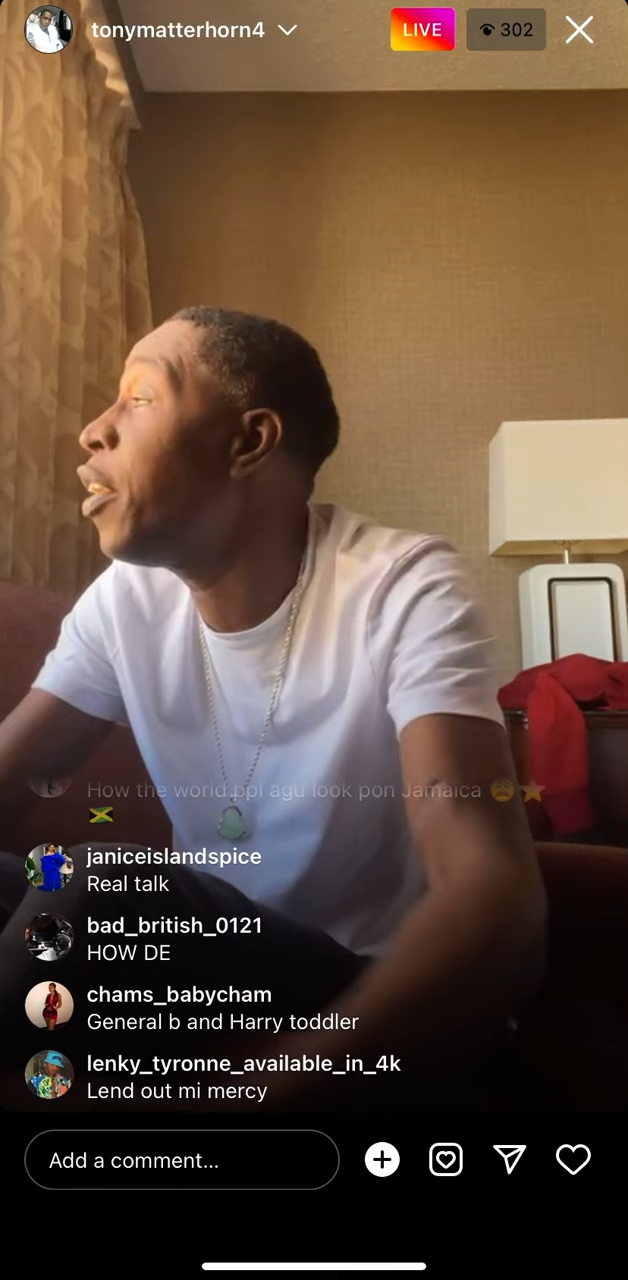 tonymatterhorn4
LIVE
302
How the world.ppl agu look pon Jamaica 😩⭐
🇯🇲
janiceislandspice
Real talk
bad_british_0121
HOW DE
chams_babycham
General b and Harry toddler
lenky_tyronne_available_in_4k
Lend out mi mercy
Add a comment...